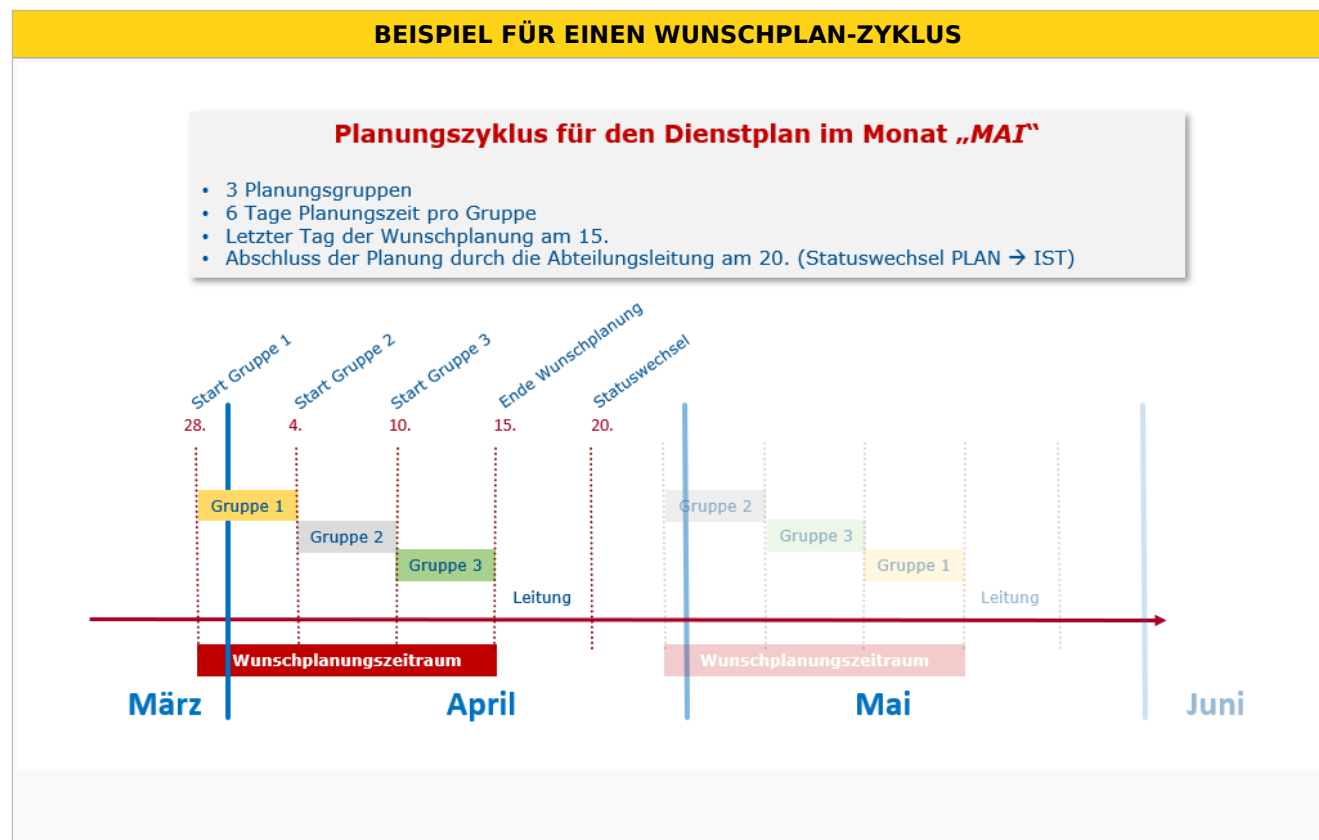 BEISPIEL FÜR EINEN WUNSCHPLAN-ZYKLUS
Planungszyklus für den Dienstplan im Monat „MAI“
• 3 Planungsgruppen
• 6 Tage Planungszeit pro Gruppe
• Letzter Tag der Wunschplanung am 15.
• Abschluss der Planung durch die Abteilungsleitung am 20. (Statuswechsel PLAN → IST)
Start Gruppe 1
Start Gruppe 2
Start Gruppe 3
Ende Wunschplanung
Statuswechsel
28.
4.
10.
15.
20.
Gruppe 1
Gruppe 2
Gruppe 3
Leitung
Gruppe 2
Gruppe 3
Gruppe 1
Leitung
Wunschplanungszeitraum
Wunschplanungszeitraum
März
April
Mai
Juni